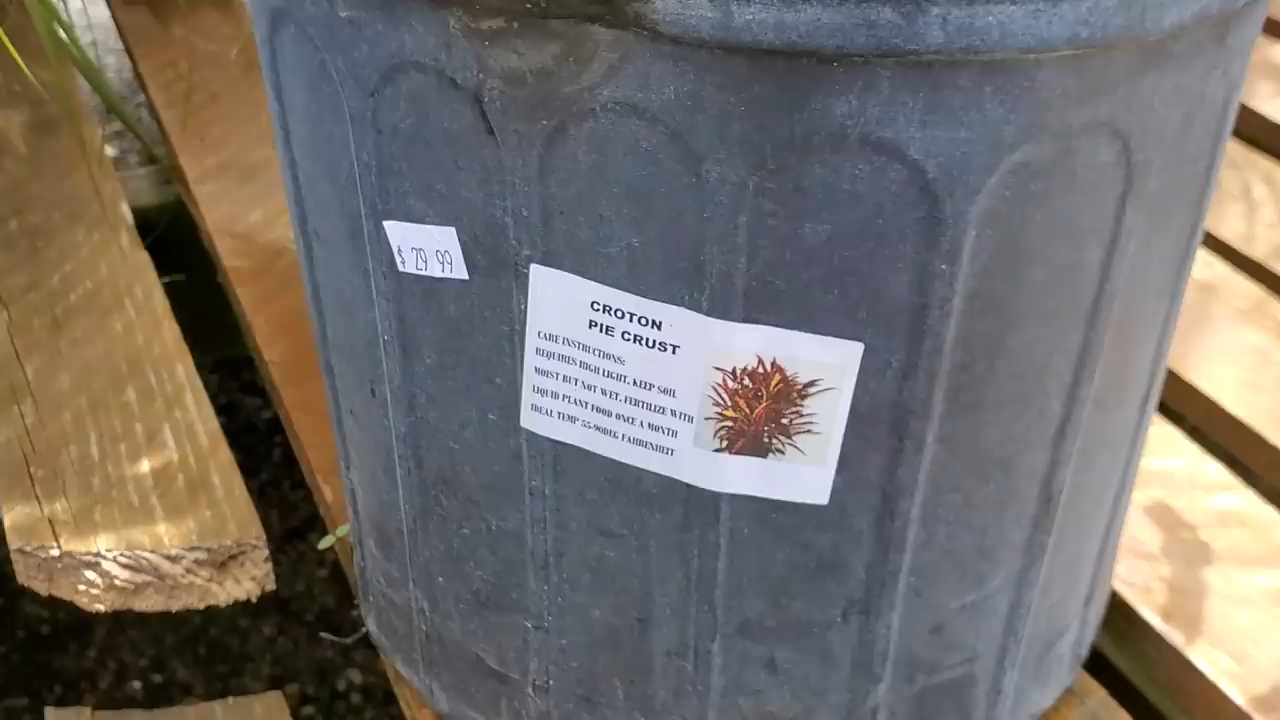 $ 29 99
CROTON
PIE CRUST
CARE INSTRUCTIONS:
REQUIRES HIGH LIGHT. KEEP SOIL
MOIST BUT NOT WET. FERTILIZE WITH
LIQUID PLANT FOOD ONCE A MONTH
IDEAL TEMP 55-90DEG FAHRENHEIT